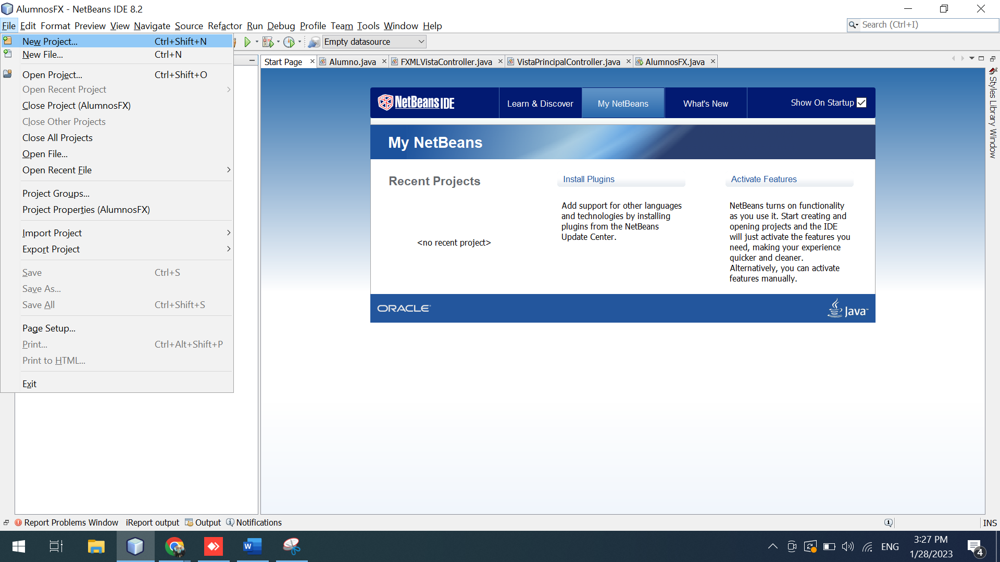 AlumnosFX - NetBeans IDE 8.2
File Edit Format Preview View Navigate Source Refactor Run Debug Profile Team Tools Window Help
Search (Ctrl+I)
New Project... Ctrl+Shift+N
New File... Ctrl+N
Open Project... Ctrl+Shift+O
Open Recent Project
Close Project (AlumnosFX)
Close Other Projects
Close All Projects
Open File...
Open Recent File
Project Groups...
Project Properties (AlumnosFX)
Import Project
Export Project
Save Ctrl+S
Save As...
Save All Ctrl+Shift+S
Page Setup...
Print... Ctrl+Alt+Shift+P
Print to HTML...
Exit
Empty datasource
Start Page Alumno.java FXMLVistaController.java VistaPrincipalController.java AlumnosFX.java
NetBeans IDE Learn & Discover My NetBeans What's New Show On Startup
My NetBeans
Recent Projects
<no recent project>
Install Plugins
Add support for other languages
and technologies by installing
plugins from the NetBeans
Update Center.
Activate Features
NetBeans turns on functionality
as you use it. Start creating and
opening projects and the IDE
will just activate the features you
need, making your experience
quicker and cleaner.
Alternatively, you can activate
features manually.
ORACLE
Java™
Styles Library Window
Report Problems Window iReport output Output Notifications
INS
W
ENG
3:27 PM
1/28/2023
4